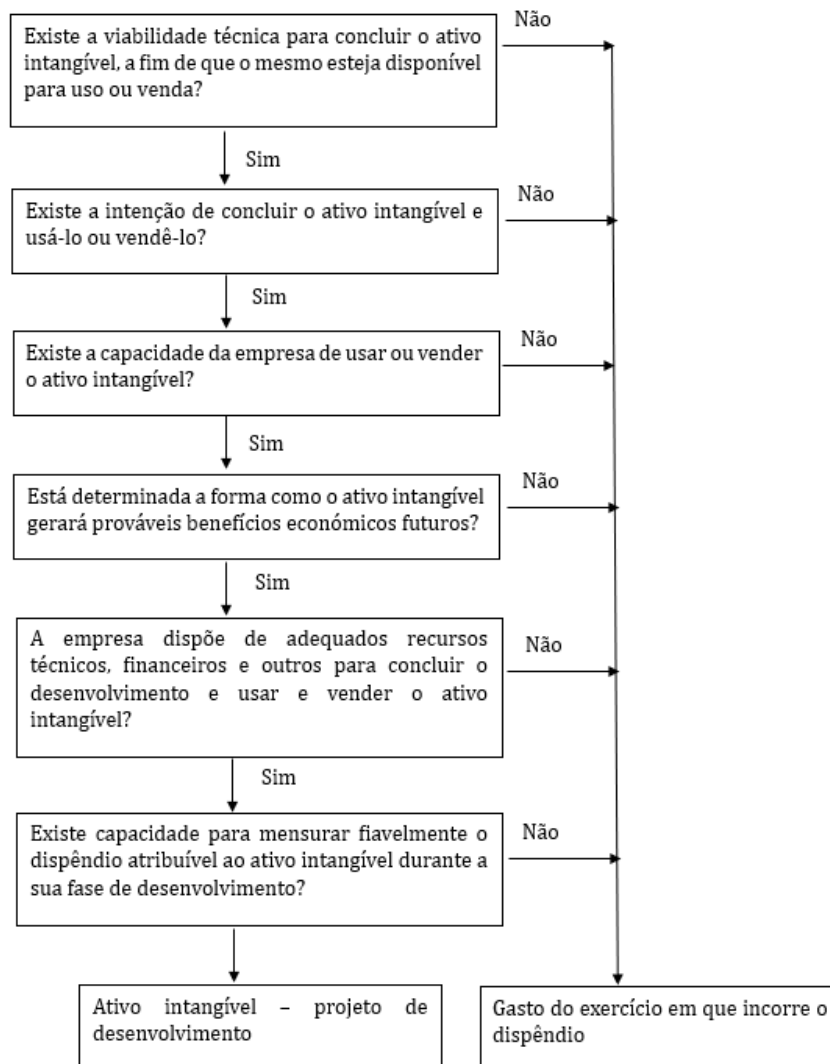 Não
Existe a viabilidade técnica para concluir o ativo
intangível, a fim de que o mesmo esteja disponível
para uso ou venda?
Sim
Não
Existe a intenção de concluir o ativo intangível e
usá-lo ou vendê-lo?
Sim
Não
Existe a capacidade da empresa de usar ou vender
o ativo intangível?
Sim
Não
Está determinada a forma como o ativo intangível
gerará prováveis benefícios económicos futuros?
Sim
Não
A empresa dispõe de adequados recursos
técnicos, financeiros e outros para concluir o
desenvolvimento e usar e vender o ativo
intangível?
Sim
Não
Existe capacidade para mensurar fiavelmente o
dispêndio atribuível ao ativo intangível durante a
sua fase de desenvolvimento?
Ativo intangível – projeto de
desenvolvimento
Gasto do exercício em que incorre o
dispêndio